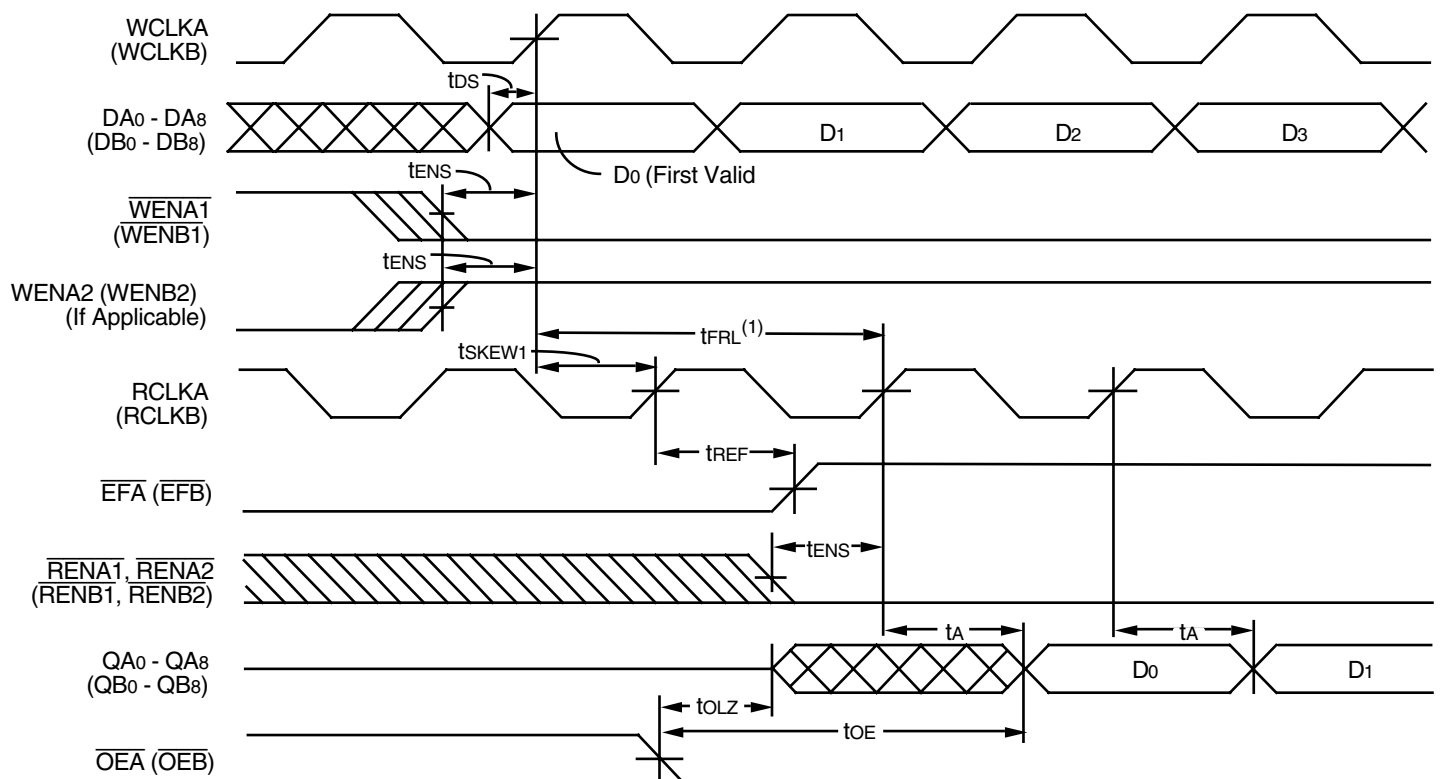 WCLKA
(WCLKB)
tDS
DA0 - DA8
(DB0 - DB8)
D1
D2
D3
tENS
D0 (First Valid
WENA1
(WENB1)
tENS
WENA2 (WENB2)
(If Applicable)
tFRL(1)
tSKEW1
RCLKA
(RCLKB)
tREF
EFA (EFB)
tENS
RENA1, RENA2
(RENB1, RENB2)
tA
tA
QA0 - QA8
(QB0 - QB8)
D0
D1
tOLZ
tOE
OEA (OEB)